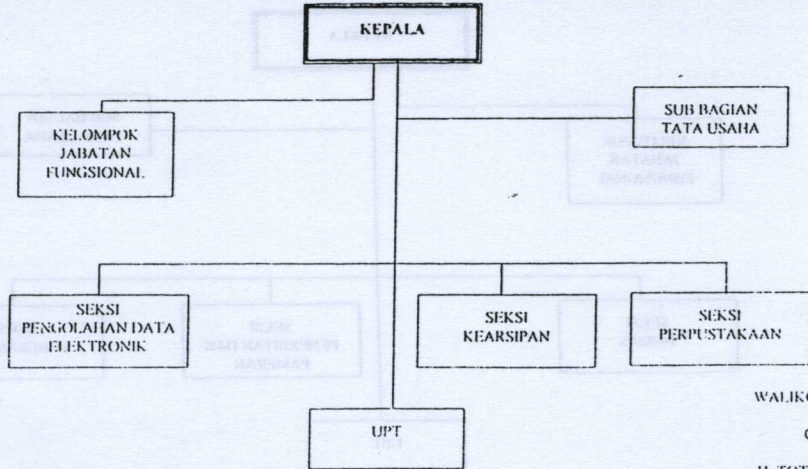 KEPALA
SUB BAGIAN
TATA USAHA
KELOMPOK
JABATAN
FUNGSIONAL
SEKSI
PENGOLAHAN DATA
ELEKTRONIK
SEKSI
KEARSIPAN
SEKSI
PERPUSTAKAAN
UPT